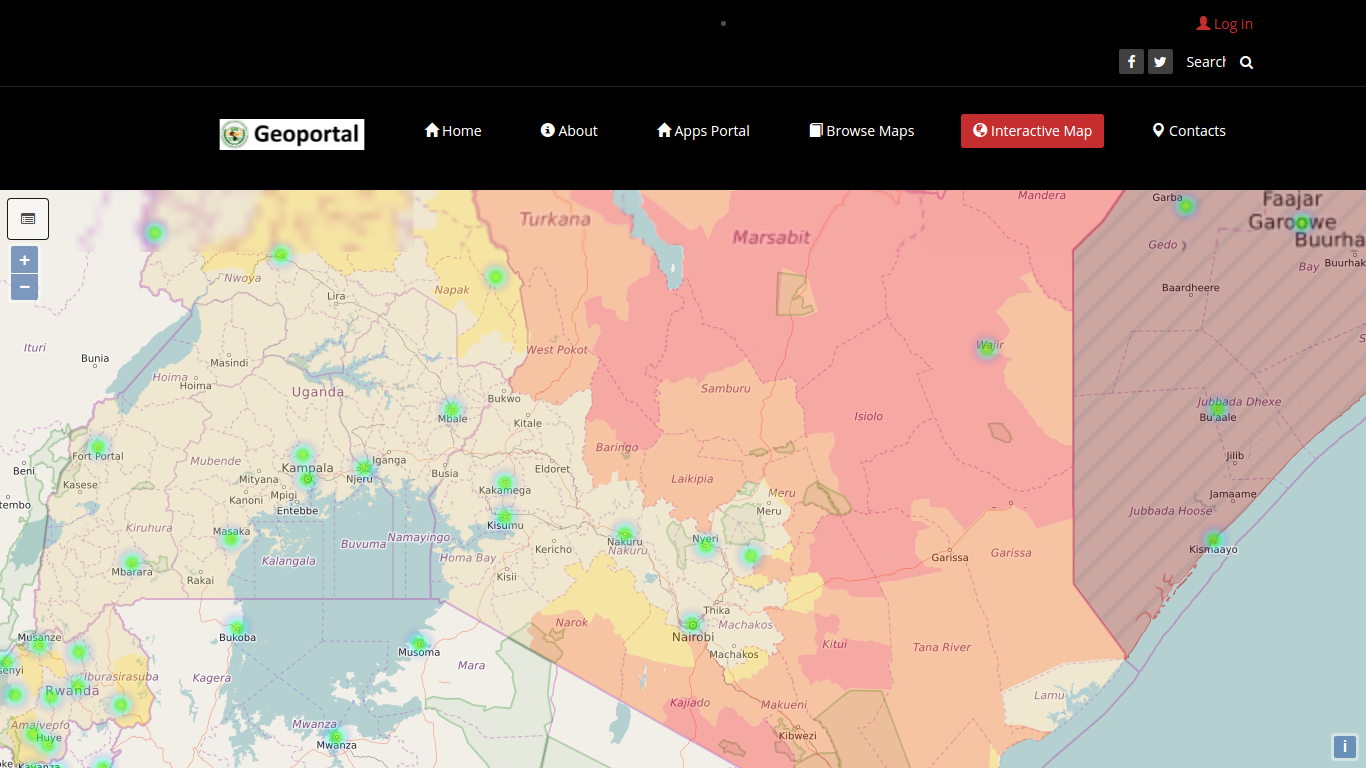 Log in
Search
Geoportal
Home
About
Apps Portal
Browse Maps
Interactive Map
Contacts
Turkana
Mandera
Garba
Faajar
Garoowe
Buurha
Marsabit
Gedo
Bay
Buurhak
+
−
Nwoya
Napak
Lira
Baardheere
Ituri
Bunia
Masindi
West Pokot
Wajir
Hoima
Hoima
Uganda
Bukwo
Samburu
Isiolo
Jubbada Dhexe
Bu'aale
Mbale
Kitale
Baringo
Fort Portal
Mubende
Kampala
Iganga
Njeru
Busia
Eldoret
Laikipia
Jilib
Beni
Kasese
Mityana
Kakamega
Meru
Meru
Jamaame
tembo
Kanoni
Mpigi
Entebbe
Kisumu
Jubbada Hoose
Kiruhura
Masaka
Buvuma
Namayingo
Nakuru
Nakuru
Nyeri
Kericho
Garissa
Garissa
Kismaayo
Kalangala
Homa Bay
Mbarara
Rakai
Kisii
Thika
Narok
Machakos
Nairobi
Machakos
Kitui
Tana River
Musanze
Bukoba
Musoma
Mara
senyi
Iburasirasuba
Kagera
Rwanda
Lamu
Kajiado
Makueni
Kibwezi
Amajyepfo
Huye
Mwanza
Mwanza
Kayanza
i